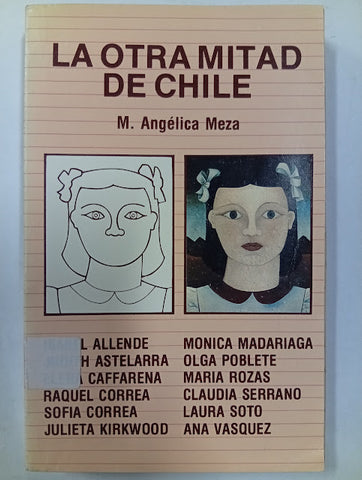 LA OTRA MITAD
DE CHILE
M. Angélica Meza
ALLENDE
ASTELARRA
CAFFARENA
RAQUEL CORREA
SOFIA CORREA
JULIETA KIRKWOOD
MONICA MADARIAGA
OLGA POBLETE
MARIA ROZAS
CLAUDIA SERRANO
LAURA SOTO
ANA VASQUEZ